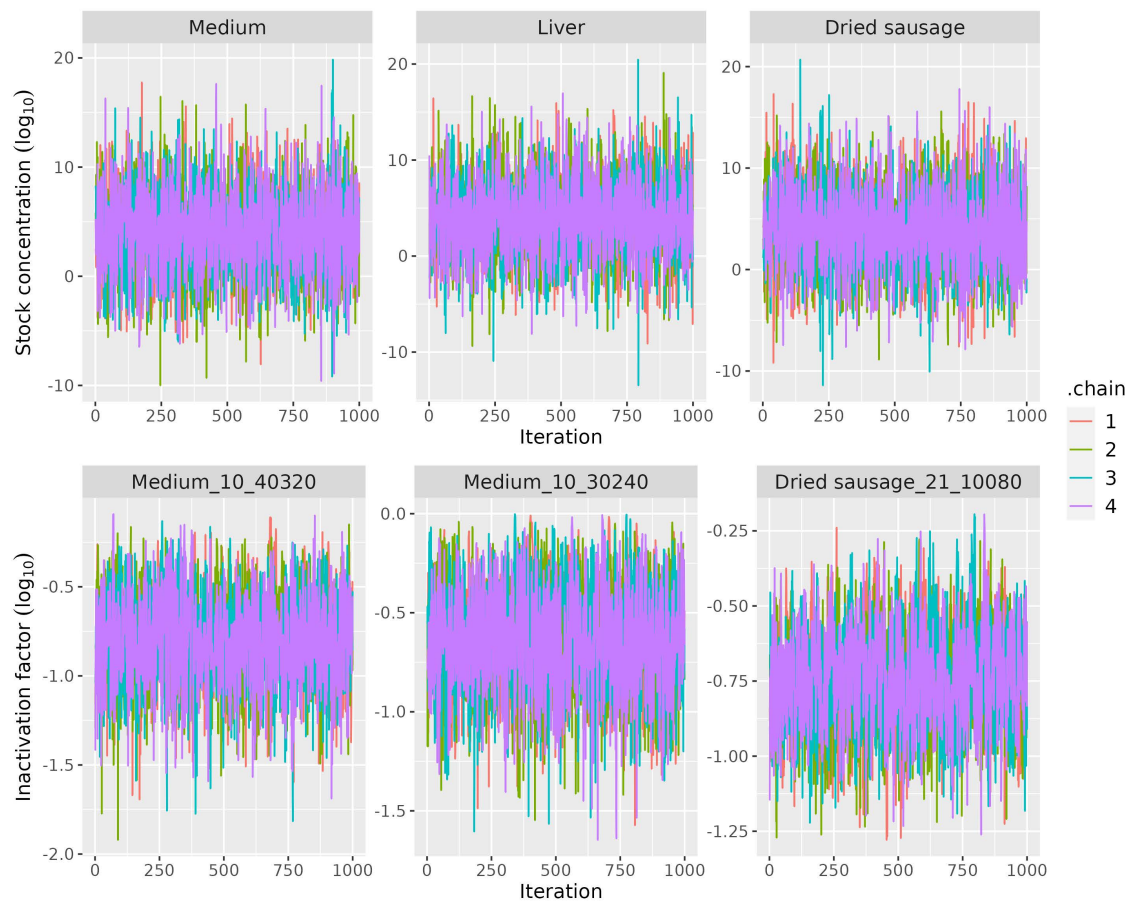 Medium
Liver
Dried sausage
Stock concentration (log10)
20
10
0
-10
20
10
0
-10
20
10
0
-10
0 250 500 750 1000
0 250 500 750 1000
0 250 500 750 1000
Iteration
Medium_10_40320
Medium_10_30240
Dried sausage_21_10080
Inactivation factor (log10)
-0.5
-1.0
-1.5
-2.0
0.0
-0.5
-1.0
-1.5
-0.25
-0.50
-0.75
-1.00
-1.25
0 250 500 750 1000
0 250 500 750 1000
0 250 500 750 1000
Iteration
.chain
1
2
3
4